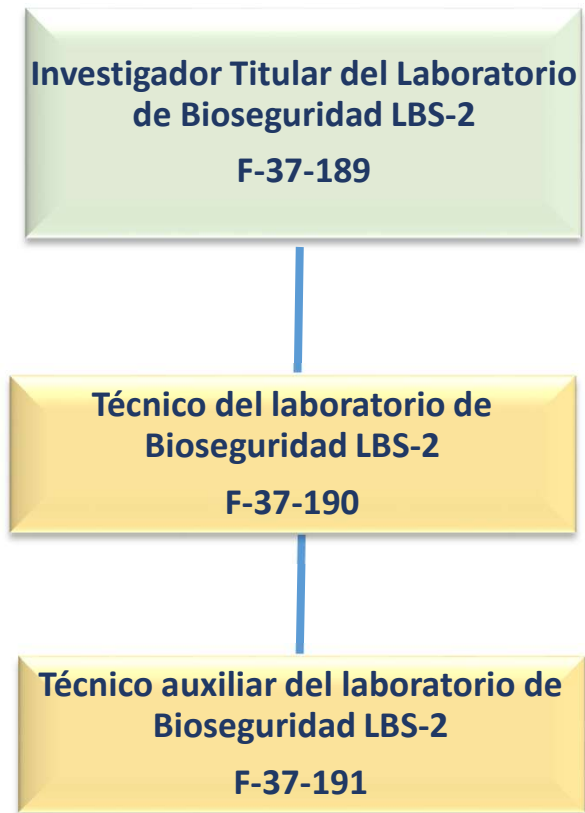 Investigador Titular del Laboratorio
de Bioseguridad LBS-2
F-37-189
Técnico del laboratorio de
Bioseguridad LBS-2
F-37-190
Técnico auxiliar del laboratorio de
Bioseguridad LBS-2
F-37-191